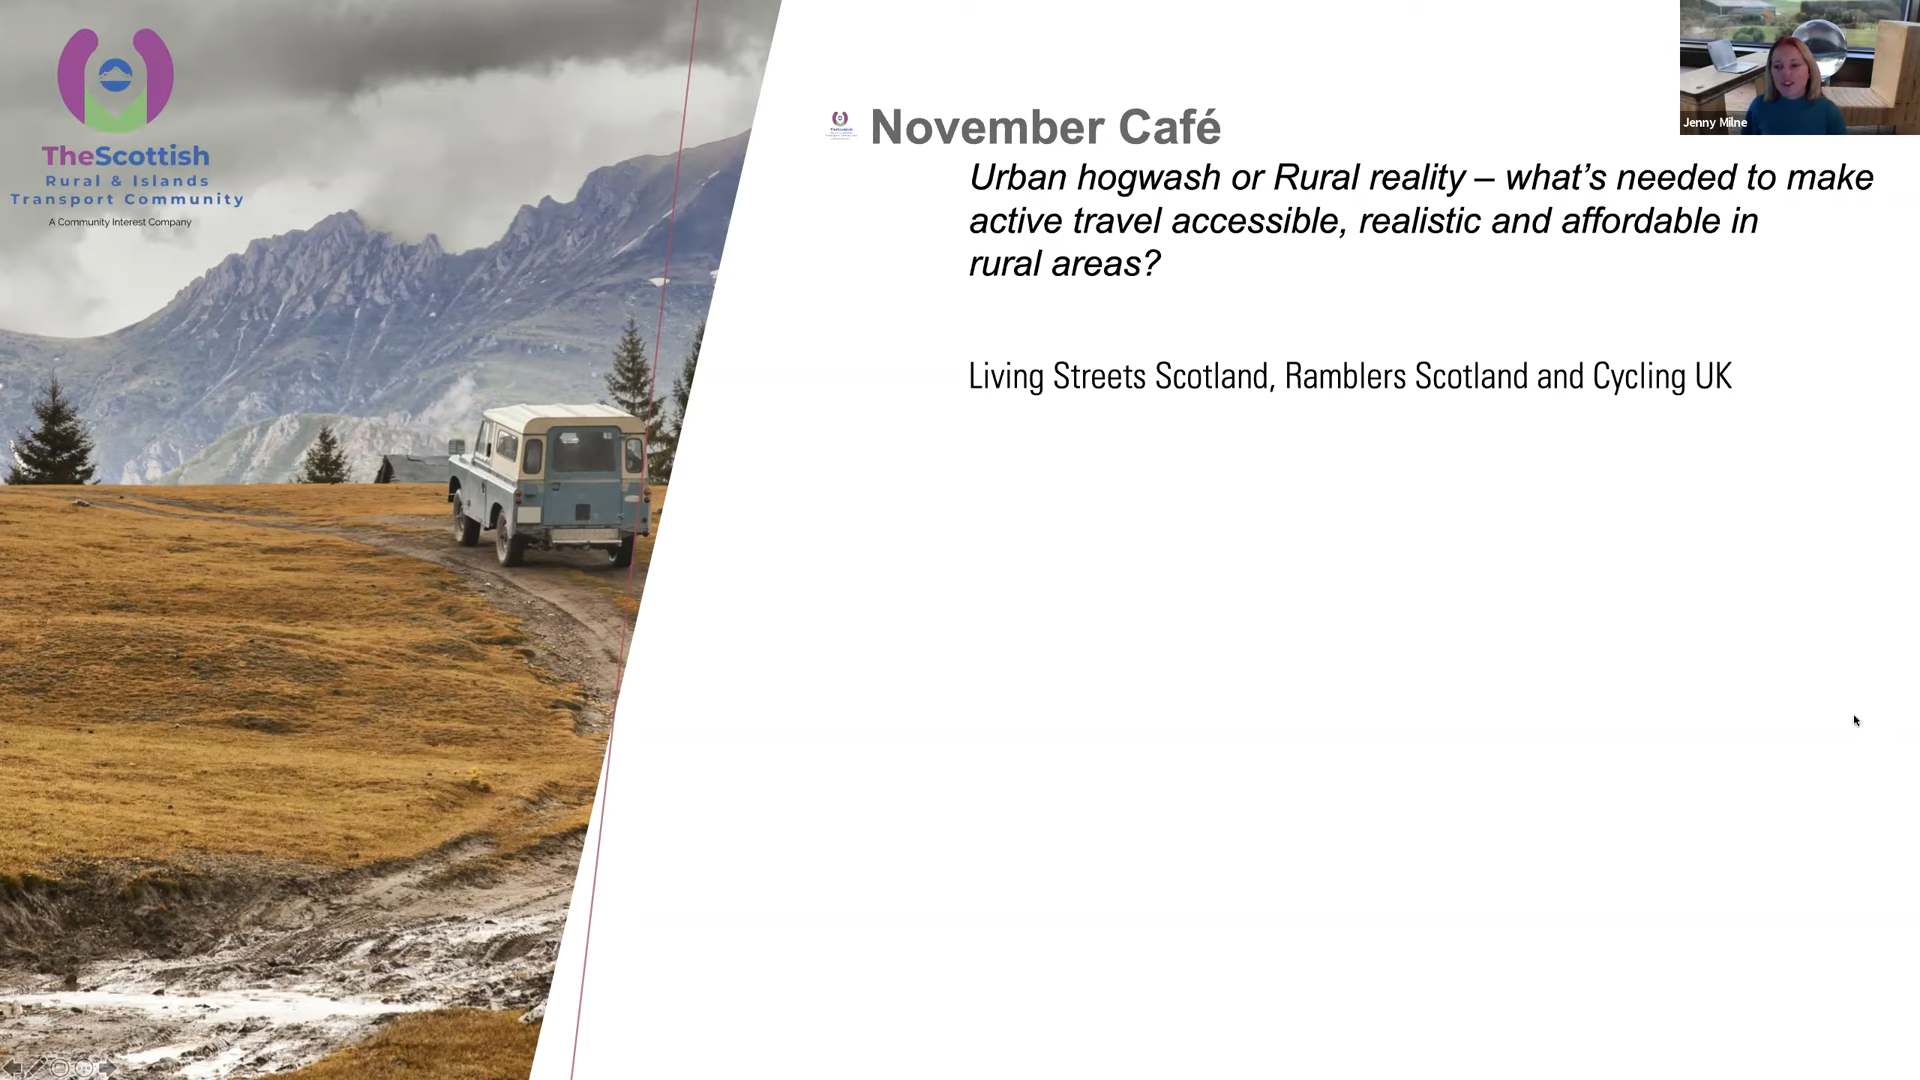 TheScottish
Rural & Islands
Transport Community
A Community Interest Company
November Café
Urban hogwash or Rural reality – what's needed to make
active travel accessible, realistic and affordable in
rural areas?
Living Streets Scotland, Ramblers Scotland and Cycling UK
Jenny Milne